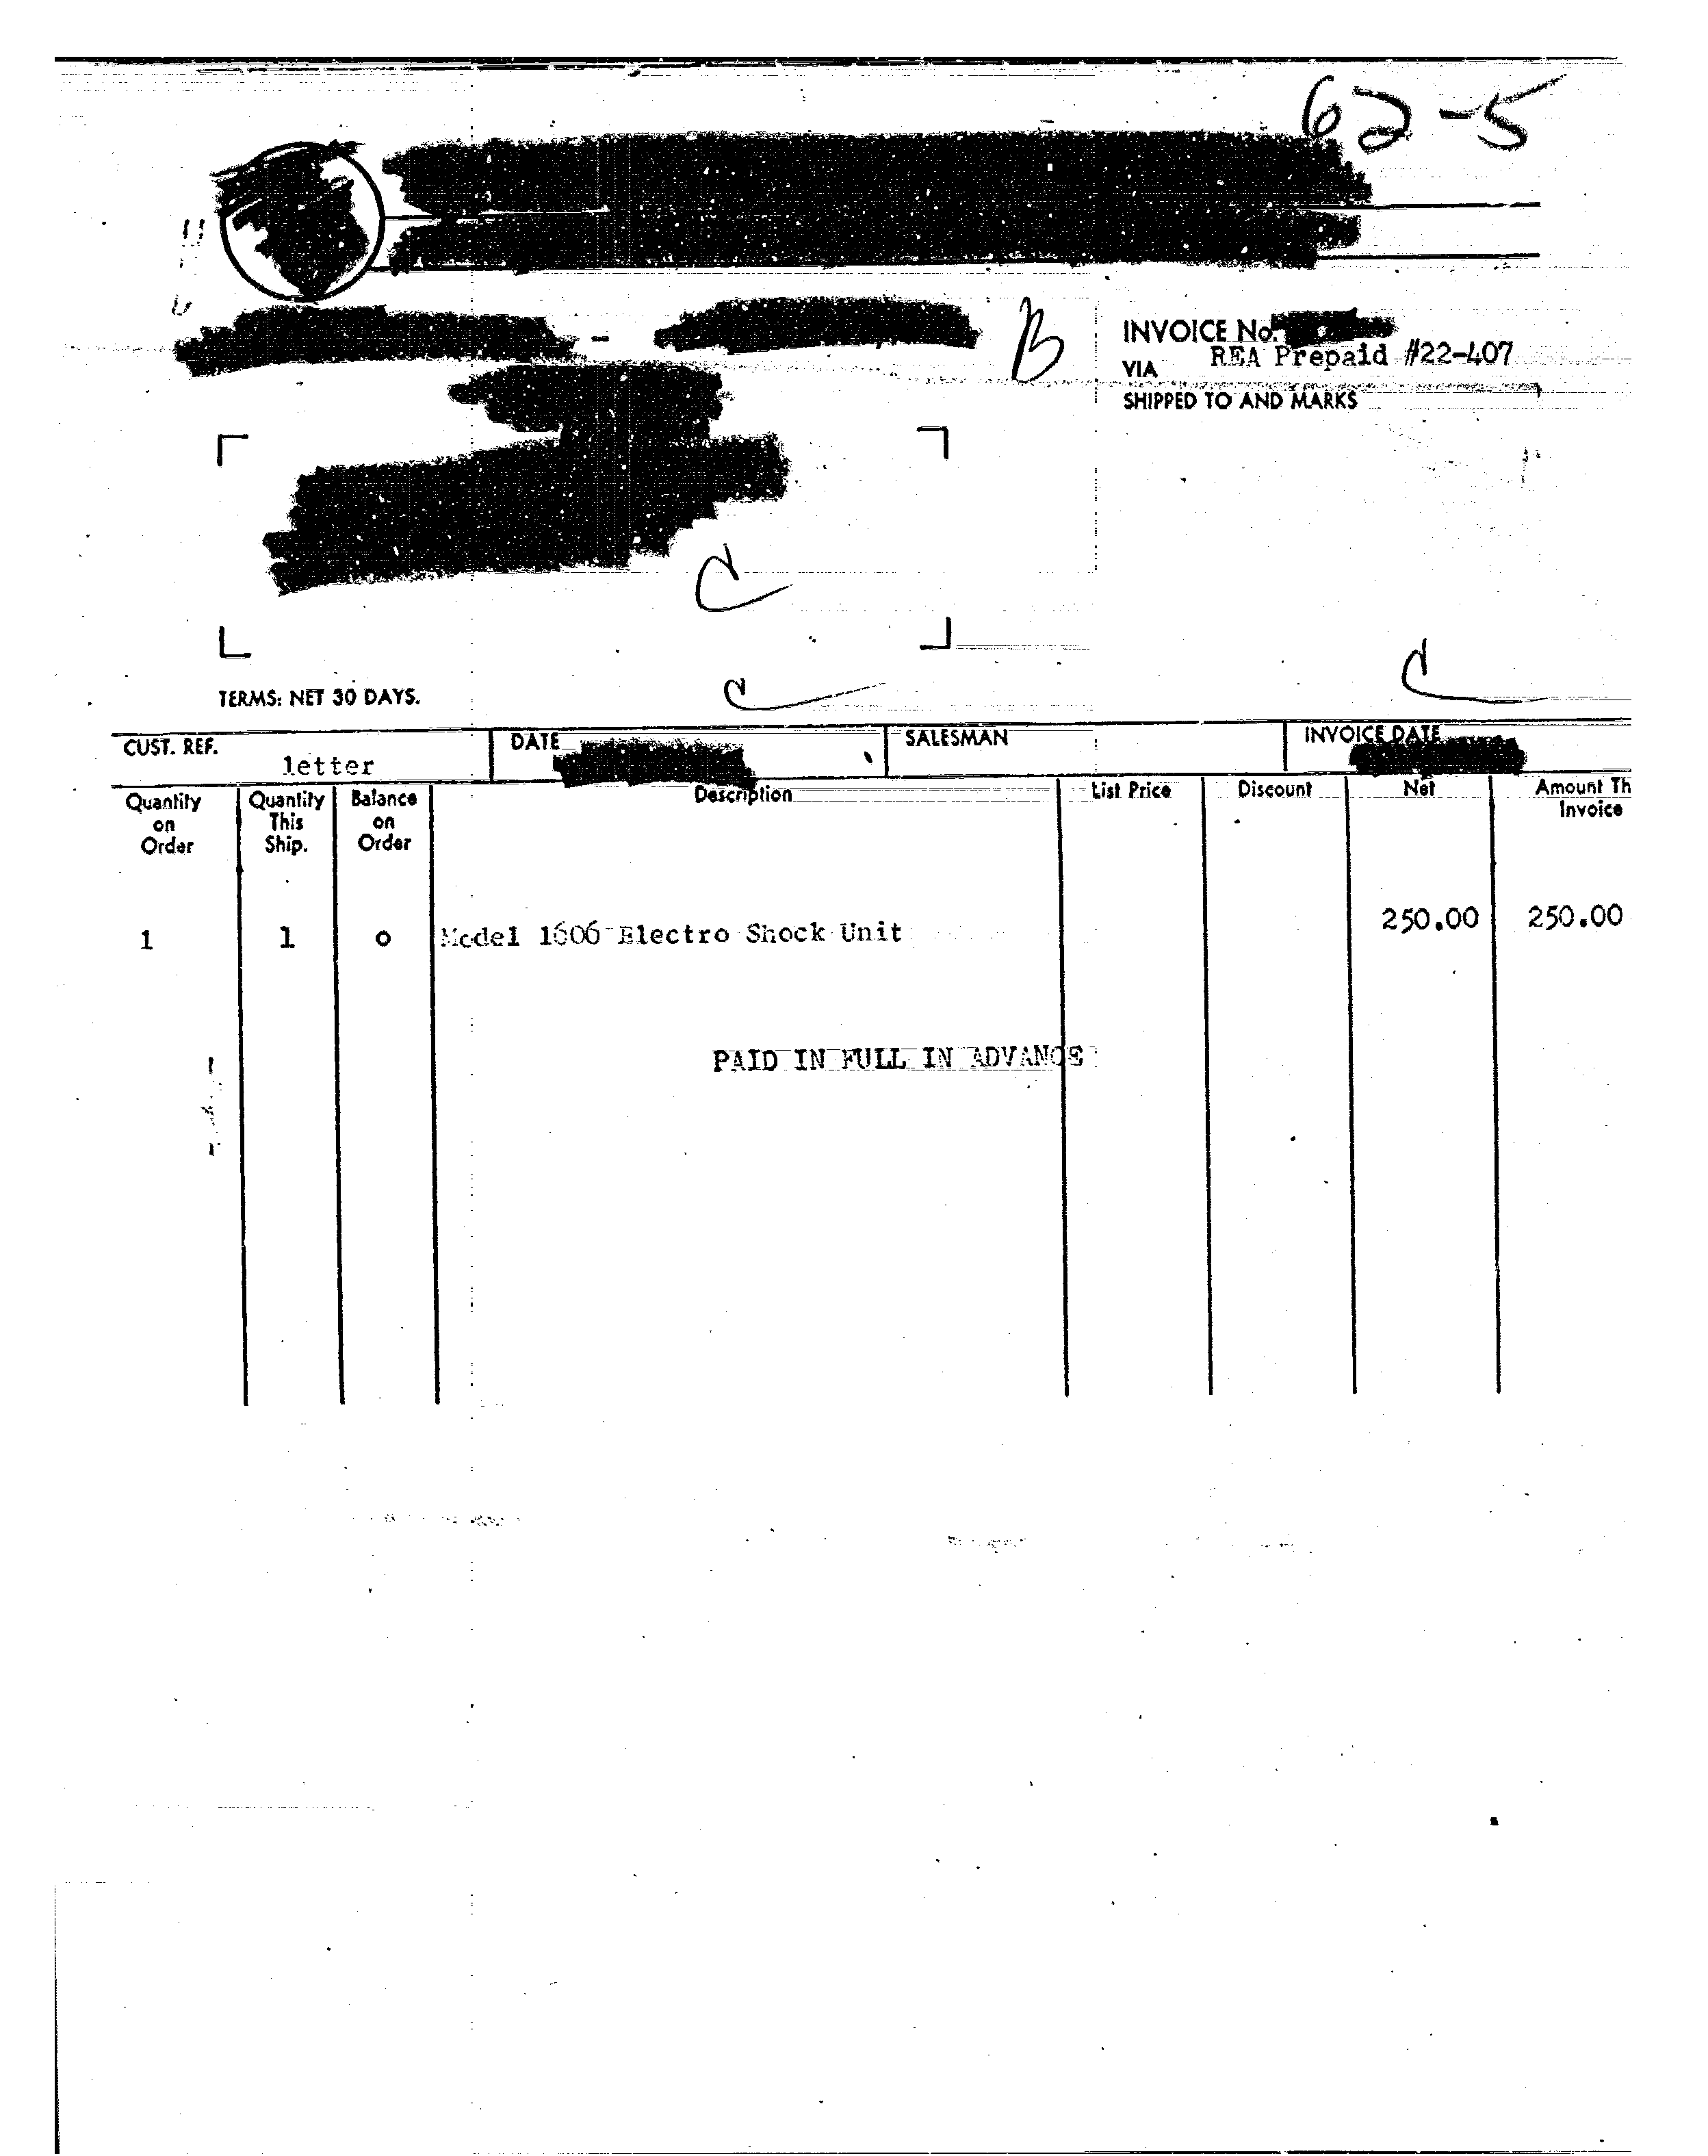 62-5
B
INVOICE No.
VIA REA Prepaid #22-407
SHIPPED TO AND MARKS
C
TERMS: NET 30 DAYS.
C
C
CUST. REF. letter DATE SALESMAN INVOICE DATE
Quantity on Order Quantity This Ship. Balance on Order Description List Price Discount Net Amount Th Invoice
1 1 0 Model 1606 Electro Shock Unit 250.00 250.00
PAID IN FULL IN ADVANCE